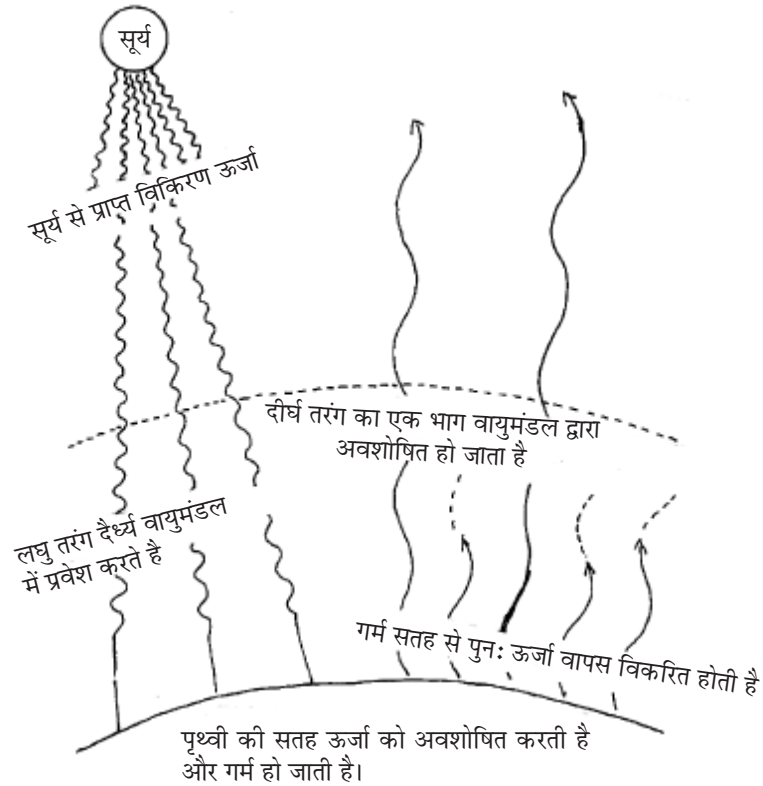 सूर्य
सूर्य से प्राप्त विकिरण ऊर्जा
दीर्घ तरंग का एक भाग वायुमंडल द्वारा
अवशोषित हो जाता है
लघु तरंग दैर्ध्य वायुमंडल
में प्रवेश करते है
गर्म सतह से पुनः ऊर्जा वापस विकरित होती है
पृथ्वी की सतह ऊर्जा को अवशोषित करती है
और गर्म हो जाती है।